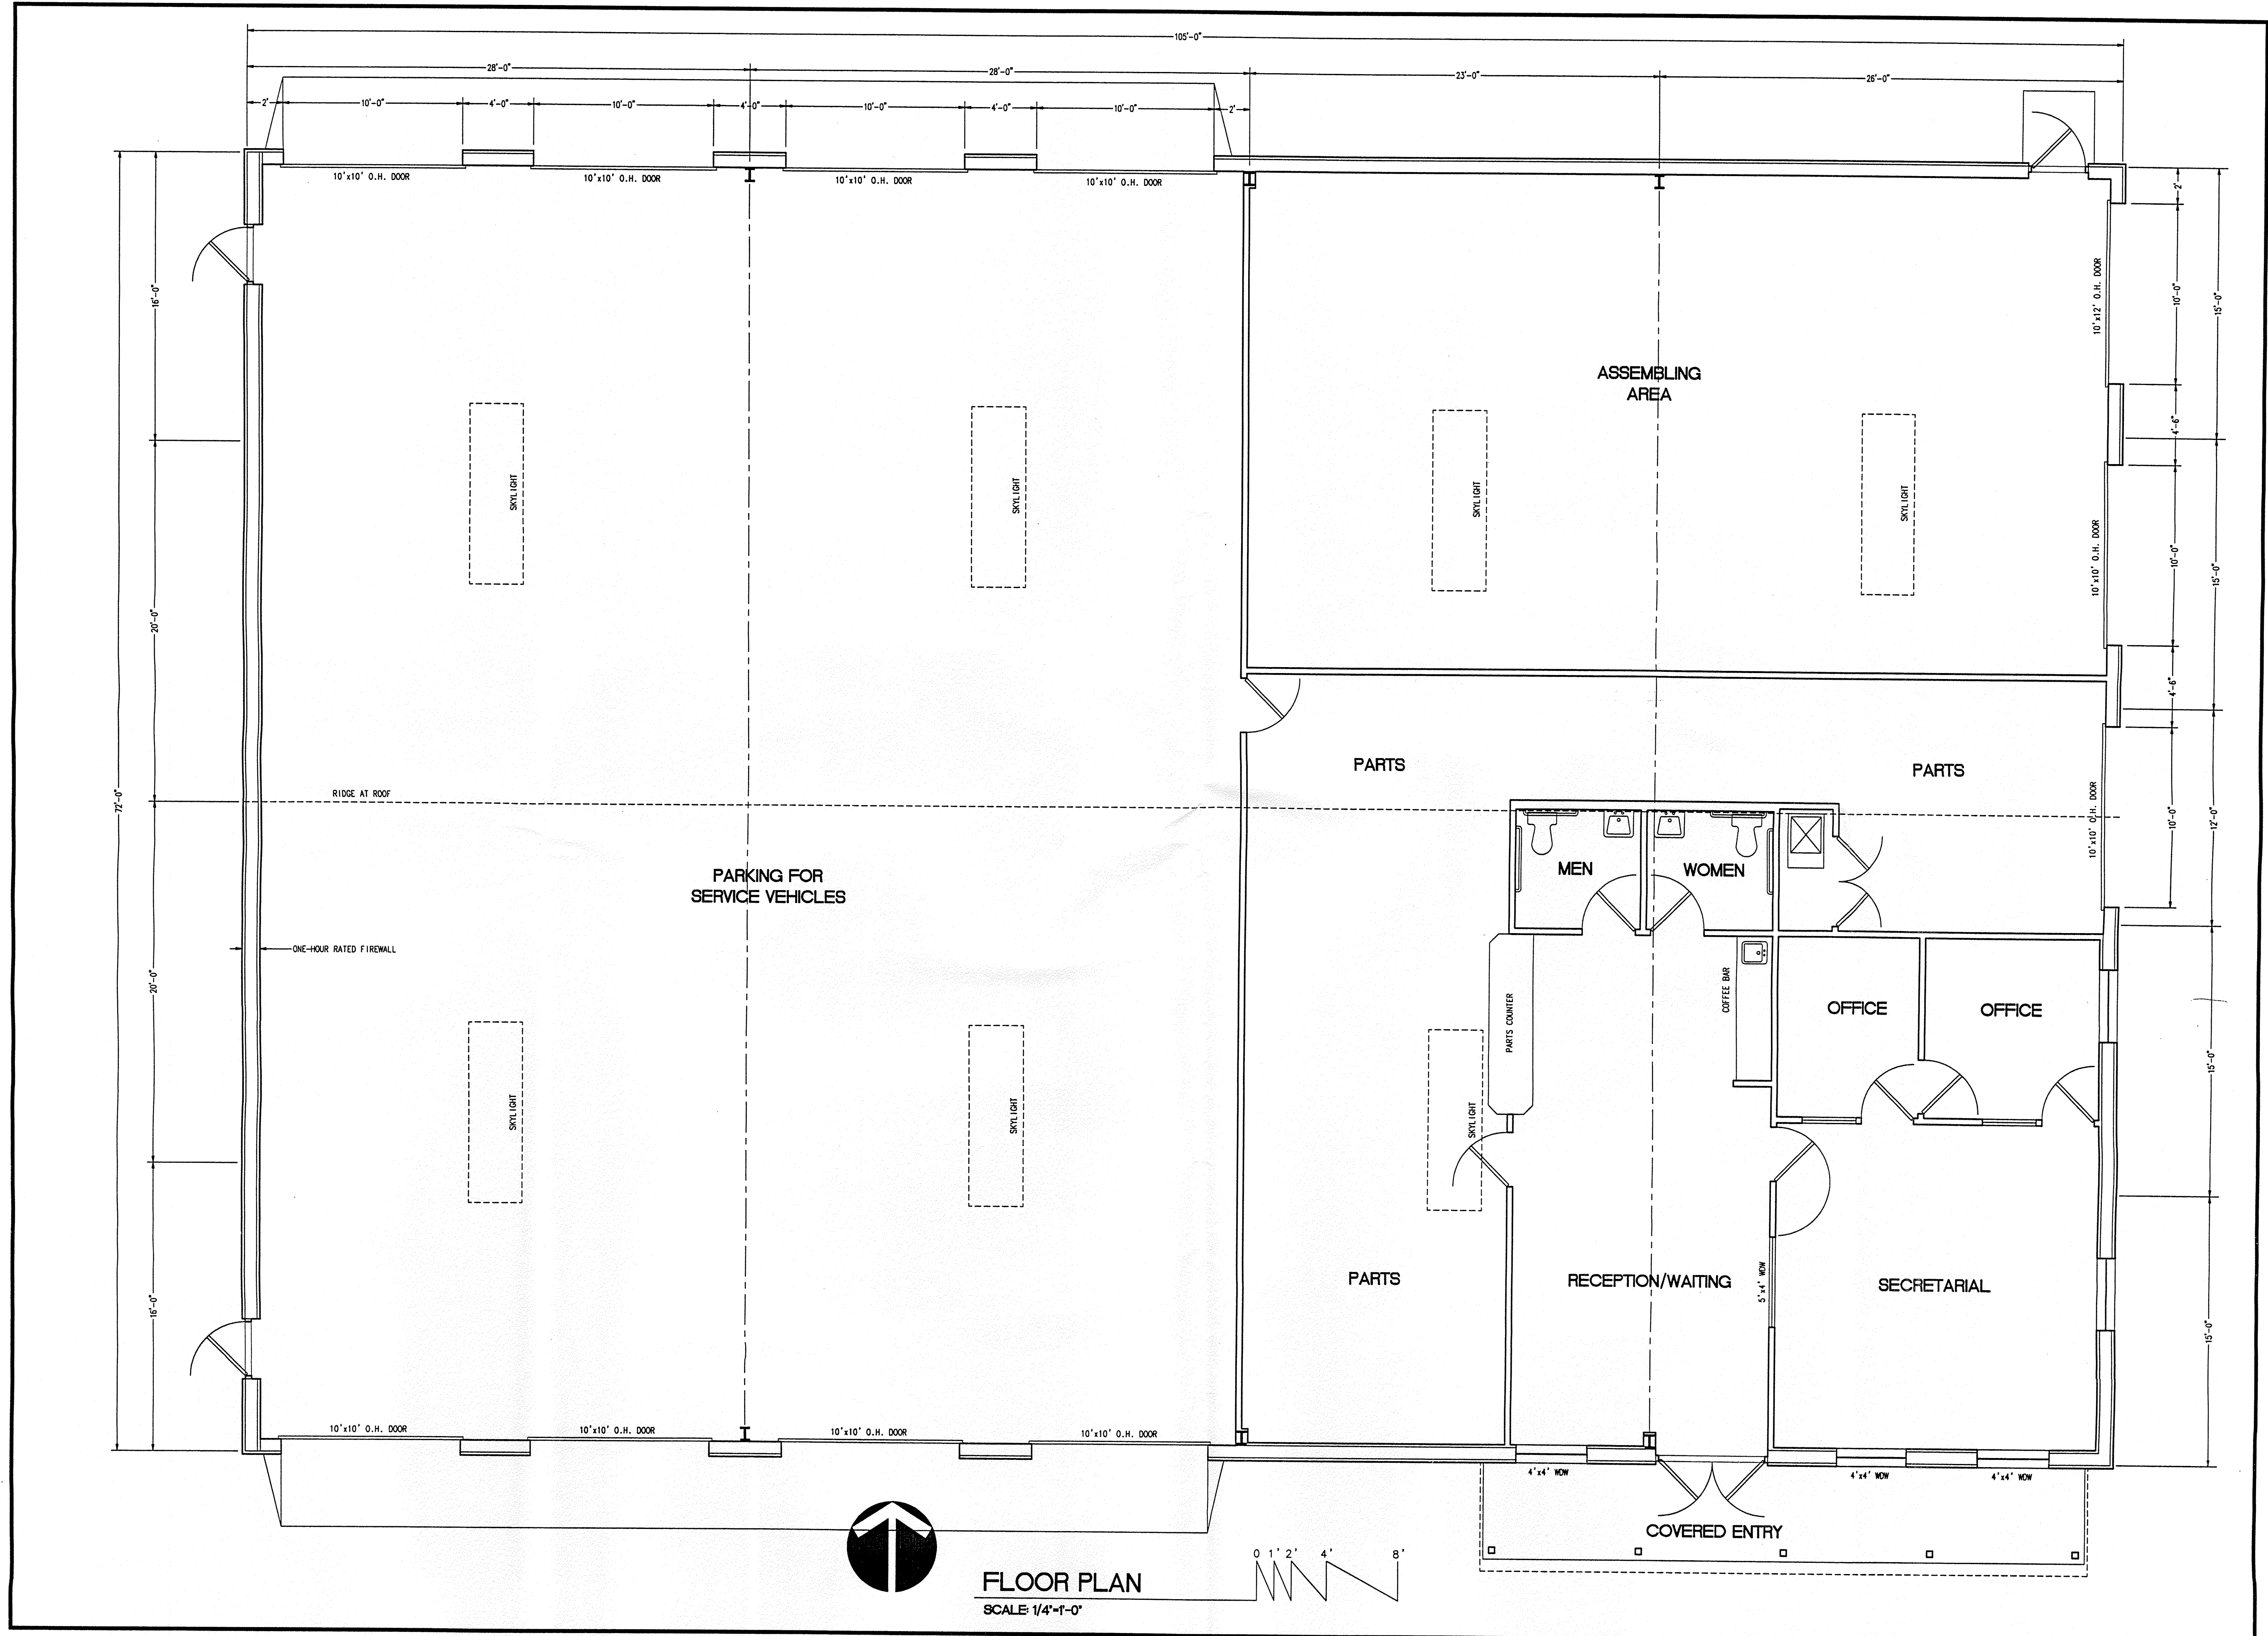 105'-0"
28'-0"
28'-0"
23'-0"
26'-0"
2'
10'-0"
4'-0"
10'-0"
4'-0"
10'-0"
4'-0"
10'-0"
2'
10'x10' O.H. DOOR
10'x10' O.H. DOOR
10'x10' O.H. DOOR
10'x10' O.H. DOOR
72'-0"
16'-0"
20'-0"
20'-0"
16'-0"
2'
10'-0"
4'-6"
10'-0"
4'-6"
10'-0"
15'-0"
15'-0"
12'-0"
15'-0"
15'-0"
10'x12' O.H. DOOR
10'x10' O.H. DOOR
10'x10' O.H. DOOR
ASSEMBLING
AREA
SKYLIGHT
SKYLIGHT
SKYLIGHT
SKYLIGHT
PARTS
PARTS
RIDGE AT ROOF
PARKING FOR
SERVICE VEHICLES
MEN
WOMEN
ONE-HOUR RATED FIREWALL
PARTS COUNTER
COFFEE BAR
OFFICE
OFFICE
SKYLIGHT
SKYLIGHT
SKYLIGHT
PARTS
RECEPTION/WAITING
5'x4' WDW
SECRETARIAL
10'x10' O.H. DOOR
10'x10' O.H. DOOR
10'x10' O.H. DOOR
10'x10' O.H. DOOR
4'x4' WDW
4'x4' WDW
4'x4' WDW
COVERED ENTRY
0 1' 2' 4' 8'
FLOOR PLAN
SCALE: 1/4"=1'-0"